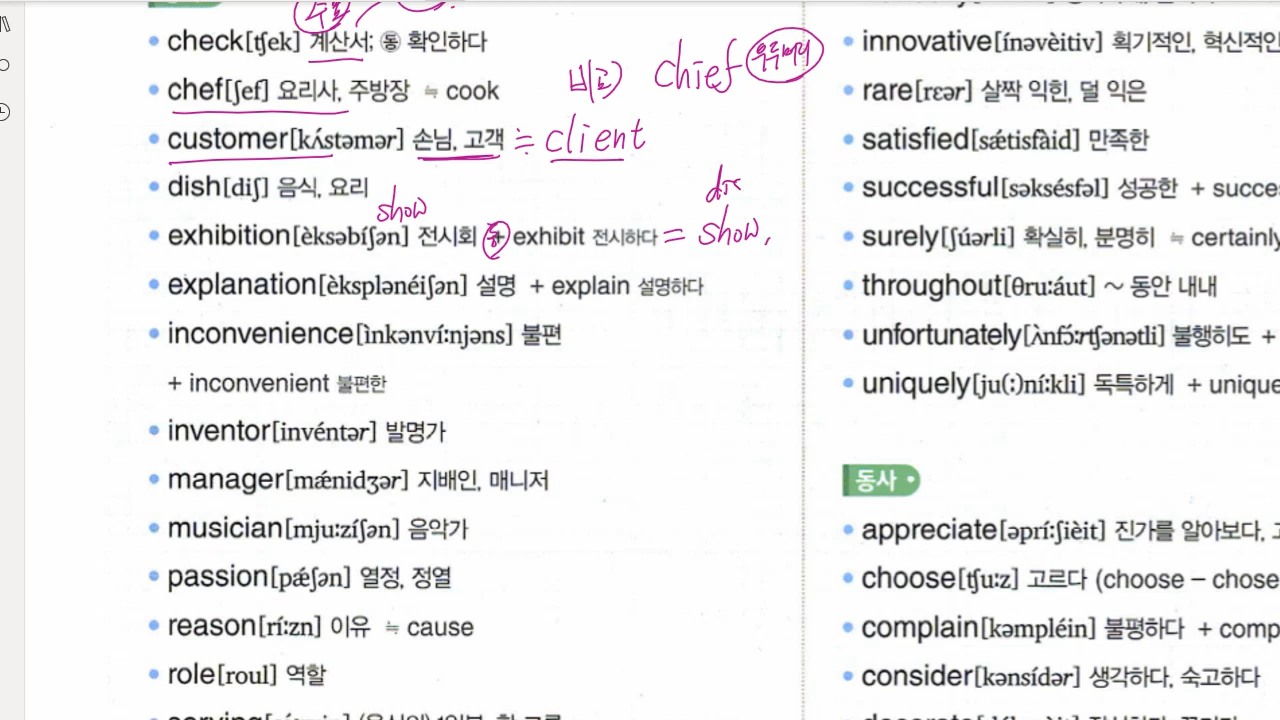 수표
check[tʃek] 계산서; ⓥ 확인하다
비교) Chief 우두머리
chef[ʃef] 요리사, 주방장 ≒ cook
customer[kʌ́stəmər] 손님, 고객 ≒ client
dish[diʃ] 음식, 요리
show
exhibition[èksəbíʃən] 전시회 + 동 exhibit 전시하다 = show,
explanation[èksplənéiʃən] 설명 + explain 설명하다
inconvenience[ìnkənví:njəns] 불편
+ inconvenient 불편한
inventor[invéntər] 발명가
manager[mǽnidʒər] 지배인, 매니저
musician[mju:zíʃən] 음악가
passion[pǽʃən] 열정, 정열
reason[rí:zn] 이유 ≒ cause
role[roul] 역할
innovative[ínəvèitiv] 획기적인, 혁신적인
rare[rɛər] 살짝 익힌, 덜 익은
satisfied[sǽtisfàid] 만족한
successful[səksésfəl] 성공한 + succe
surely[ʃúərli] 확실히, 분명히 ≒ certainly
throughout[θru:áut] ~ 동안 내내
unfortunately[ʌ̀nfɔ́:rtʃənətli] 불행히도 +
uniquely[ju(:)ní:kli] 독특하게 + unique
동사
appreciate[əprí:ʃièit] 진가를 알아보다,
choose[tʃu:z] 고르다 (choose – chose
complain[kəmpléin] 불평하다 + comp
consider[kənsídər] 생각하다, 숙고하다